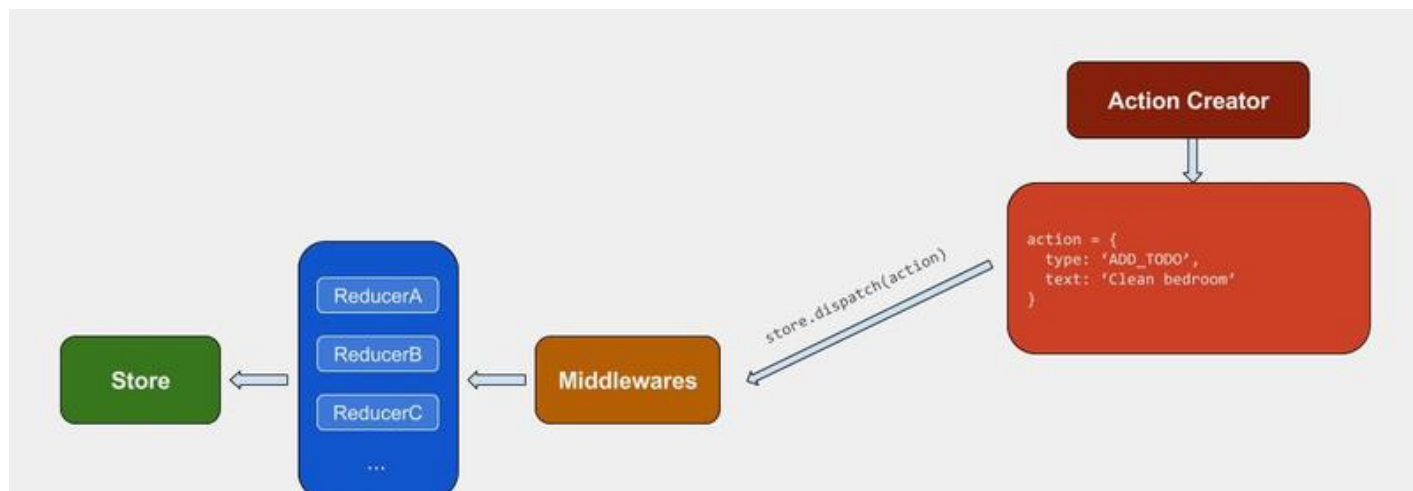 Action Creator
action = {
type: ‘ADD_TODO’,
text: ‘Clean bedroom’
}
store.dispatch(action)
Middlewares
ReducerA
ReducerB
ReducerC
...
Store